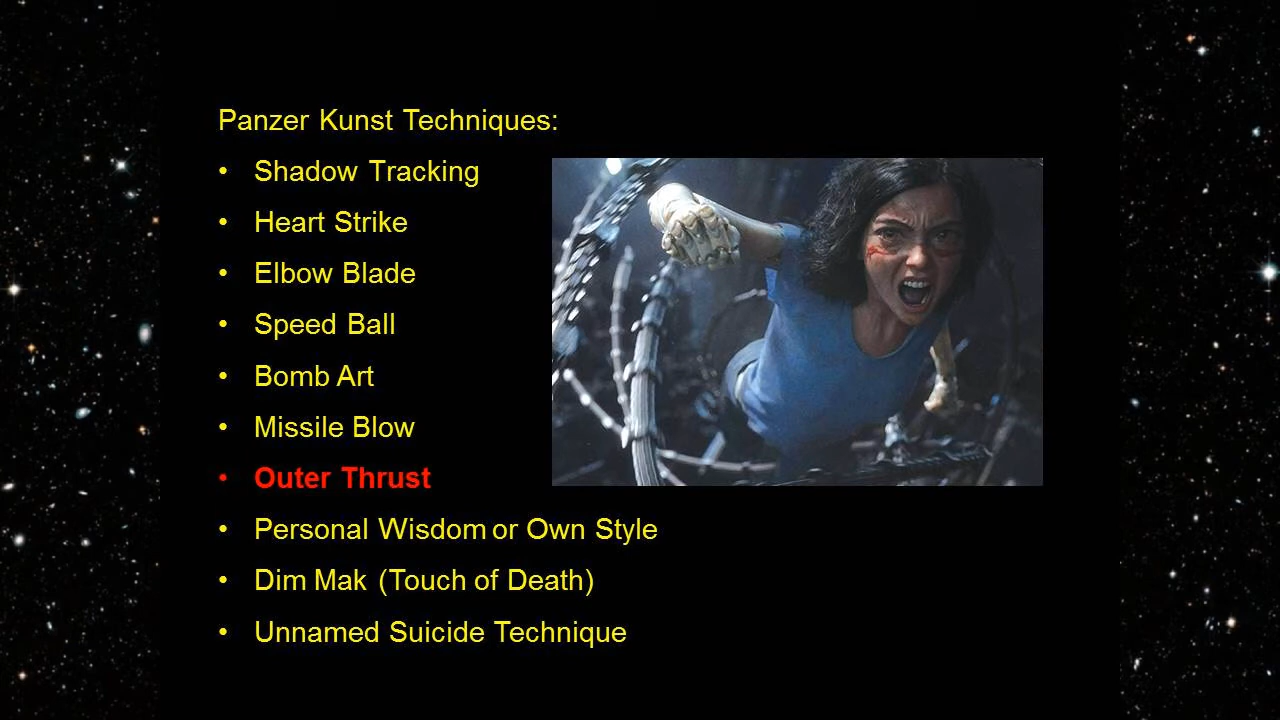 Panzer Kunst Techniques:
• Shadow Tracking
• Heart Strike
• Elbow Blade
• Speed Ball
• Bomb Art
• Missile Blow
• Outer Thrust
• Personal Wisdom or Own Style
• Dim Mak (Touch of Death)
• Unnamed Suicide Technique